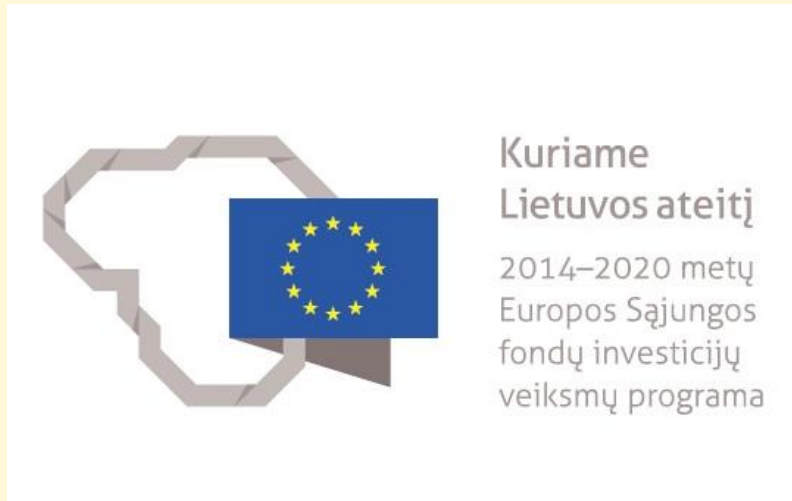 Kuriame
Lietuvos ateitį
2014–2020 metų
Europos Sąjungos
fondų investicijų
veiksmų programa